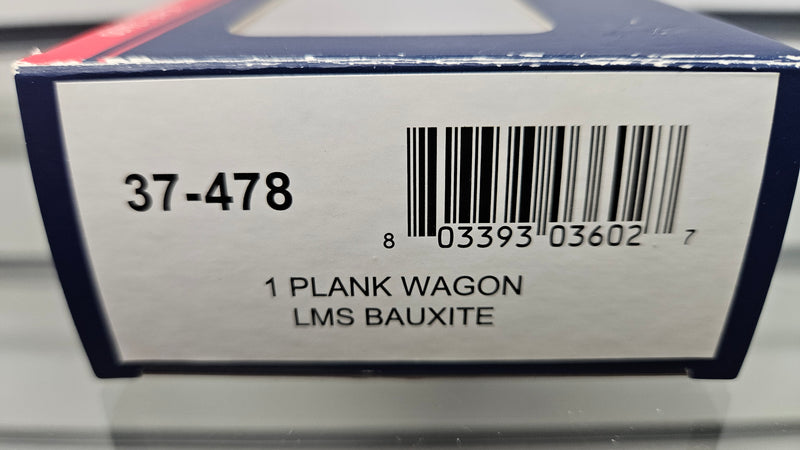 37-478
8 03393 03602 7
1 PLANK WAGON
LMS BAUXITE